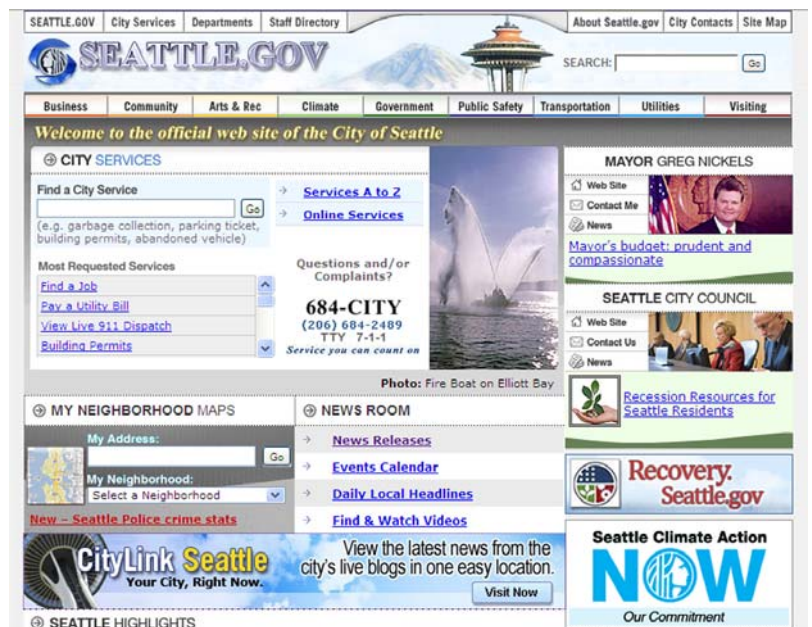 SEATTLE.GOV City Services Departments Staff Directory About Seattle.gov City Contacts Site Map
SEATTLE.GOV
SEARCH: Go
Business Community Arts & Rec Climate Government Public Safety Transportation Utilities Visiting
Welcome to the official web site of the City of Seattle
CITY SERVICES
Find a City Service
Go
(e.g. garbage collection, parking ticket,
building permits, abandoned vehicle)
Most Requested Services
Find a Job
Pay a Utility Bill
View Live 911 Dispatch
Building Permits
Services A to Z
Online Services
Questions and/or
Complaints?
684-CITY
(206) 684-2489
TTY 7-1-1
Service you can count on
Photo: Fire Boat on Elliott Bay
MAYOR GREG NICKELS
Web Site
Contact Me
News
Mayor's budget: prudent and
compassionate
SEATTLE CITY COUNCIL
Web Site
Contact Us
News
Recession Resources for
Seattle Residents
MY NEIGHBORHOOD MAPS
My Address:
Go
My Neighborhood:
Select a Neighborhood
New - Seattle Police crime stats
NEWS ROOM
News Releases
Events Calendar
Daily Local Headlines
Find & Watch Videos
Recovery.
Seattle.gov
CityLink Seattle
Your City, Right Now.
View the latest news from the
city's live blogs in one easy location.
Visit Now
Seattle Climate Action
NOW
Our Commitment
SEATTLE HIGHLIGHTS